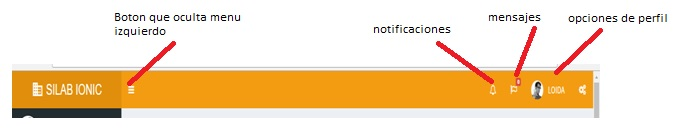 Boton que oculta menu
izquierdo
notificaciones
mensajes
opciones de perfil
SILAB IONIC
LOIDA